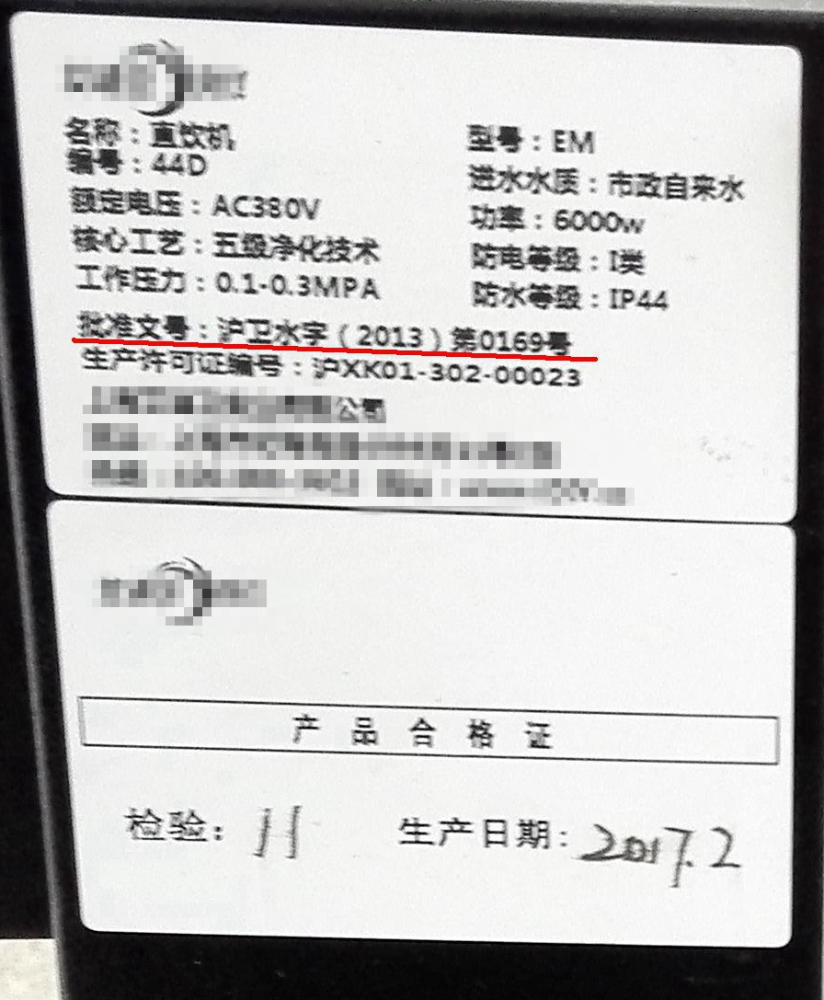 名称：直饮机 型号：EM
编号：44D 进水水质：市政自来水
额定电压：AC380V 功率：6000w
核心工艺：五级净化技术 防电等级：I类
工作压力：0.1-0.3MPA 防水等级：IP44
批准文号：沪卫水字（2013）第0169号
生产许可证编号：沪XK01-302-00023
公司
产品合格证
检验：11 生产日期：2017.2